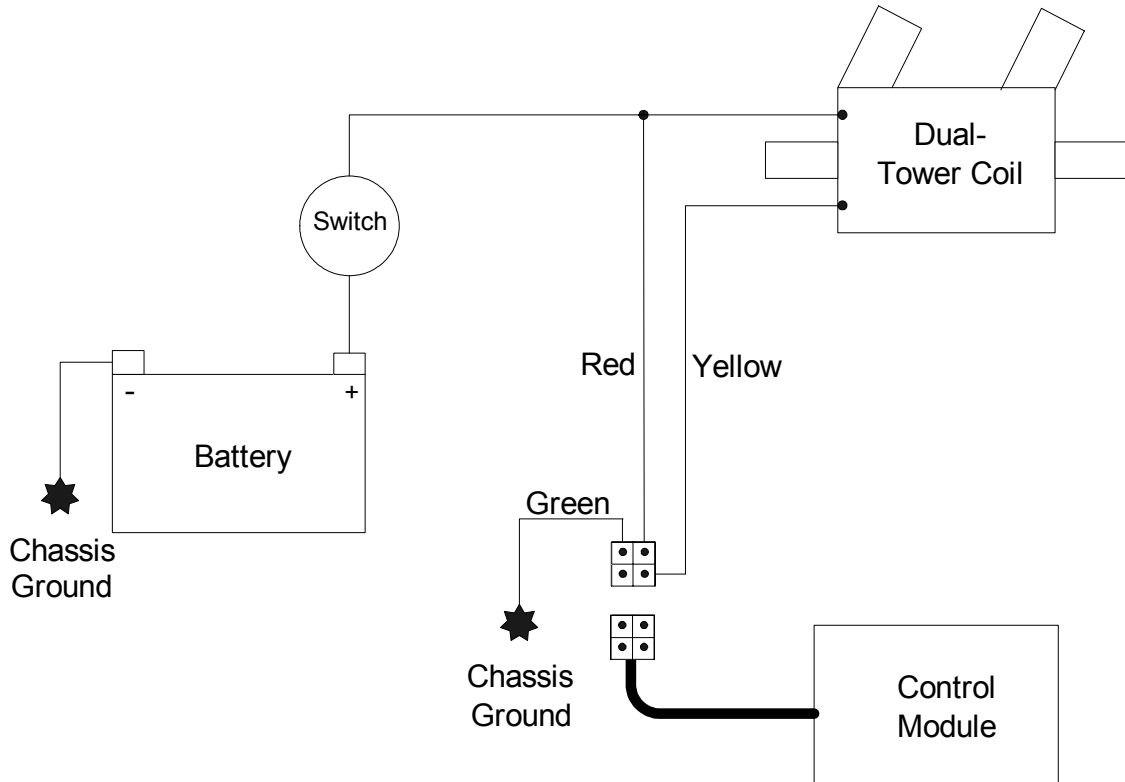 Dual-
Tower Coil
Switch
Red
Yellow
- +
Battery
Green
Chassis
Ground
Chassis
Ground
Control
Module